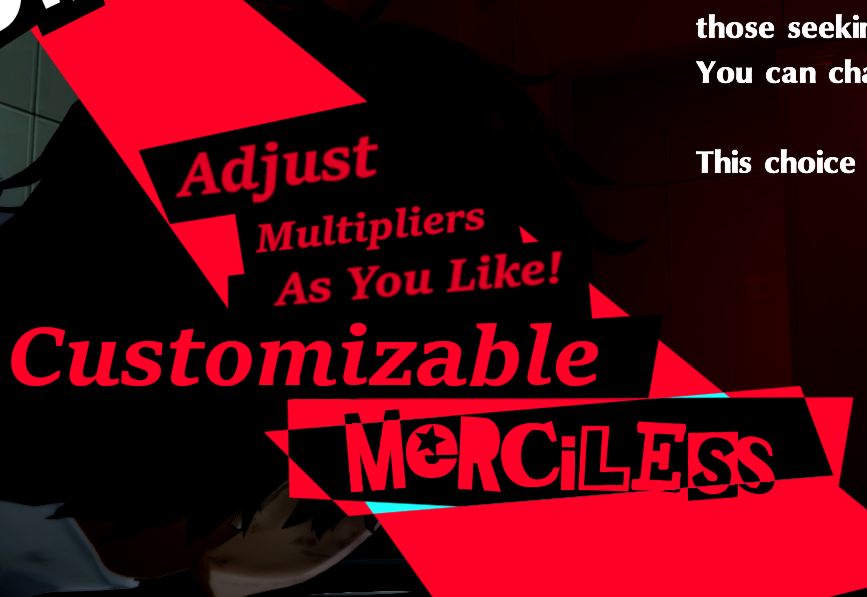 Adjust
Multipliers
As You Like!
Customizable
MERCiLESS
those seekin
You can cha
This choice